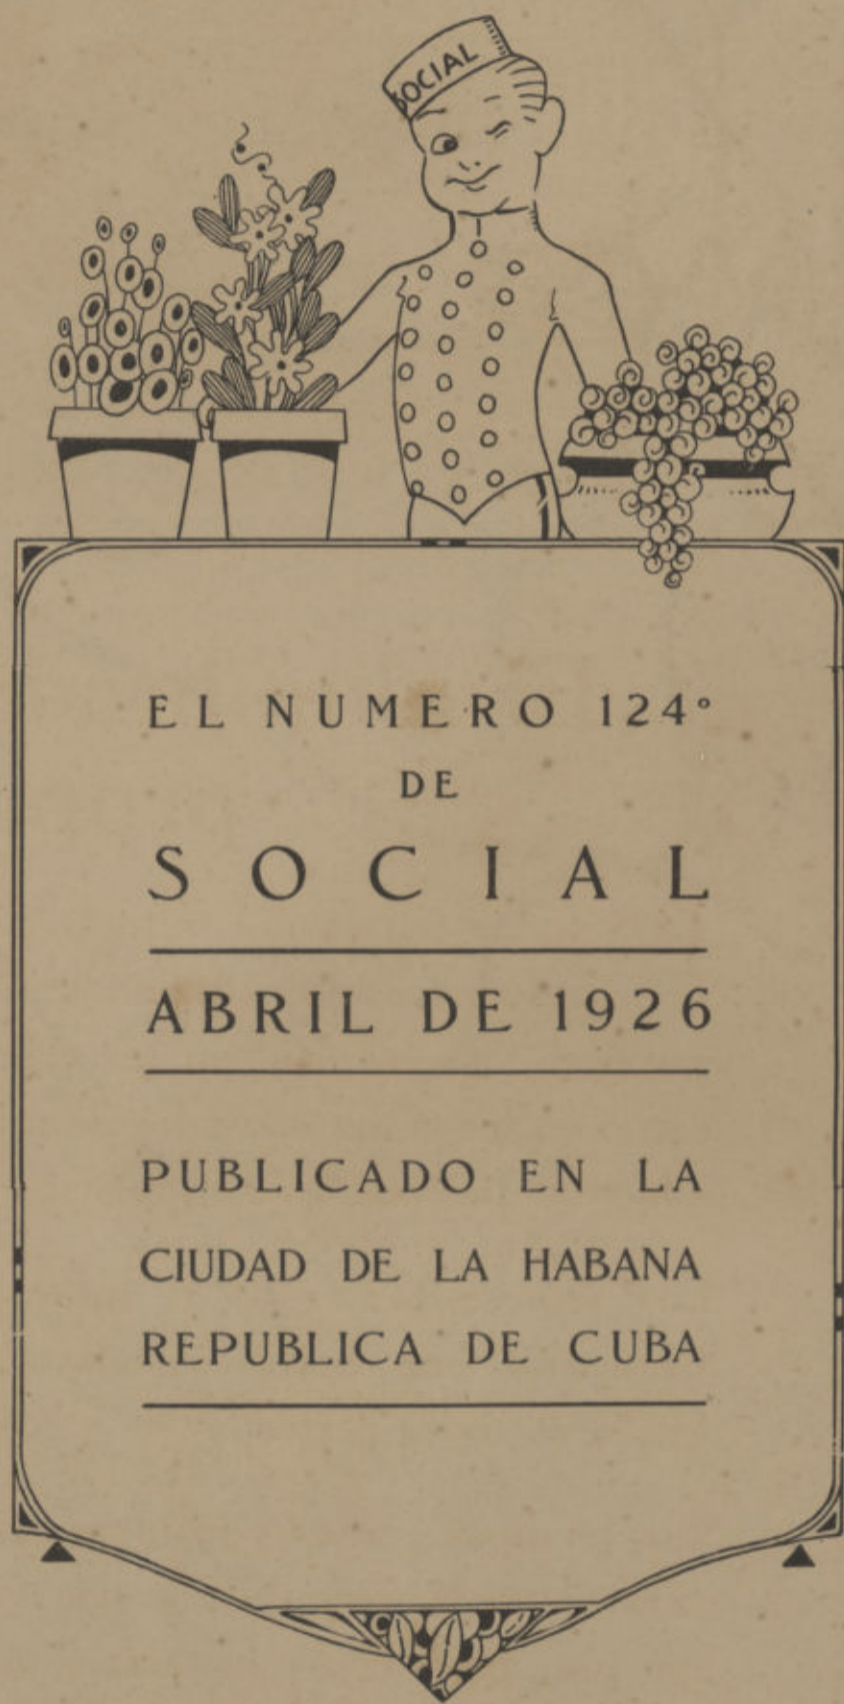 SOCIAL
EL NUMERO 124°
DE
SOCIAL
ABRIL DE 1926
PUBLICADO EN LA
CIUDAD DE LA HABANA
REPUBLICA DE CUBA